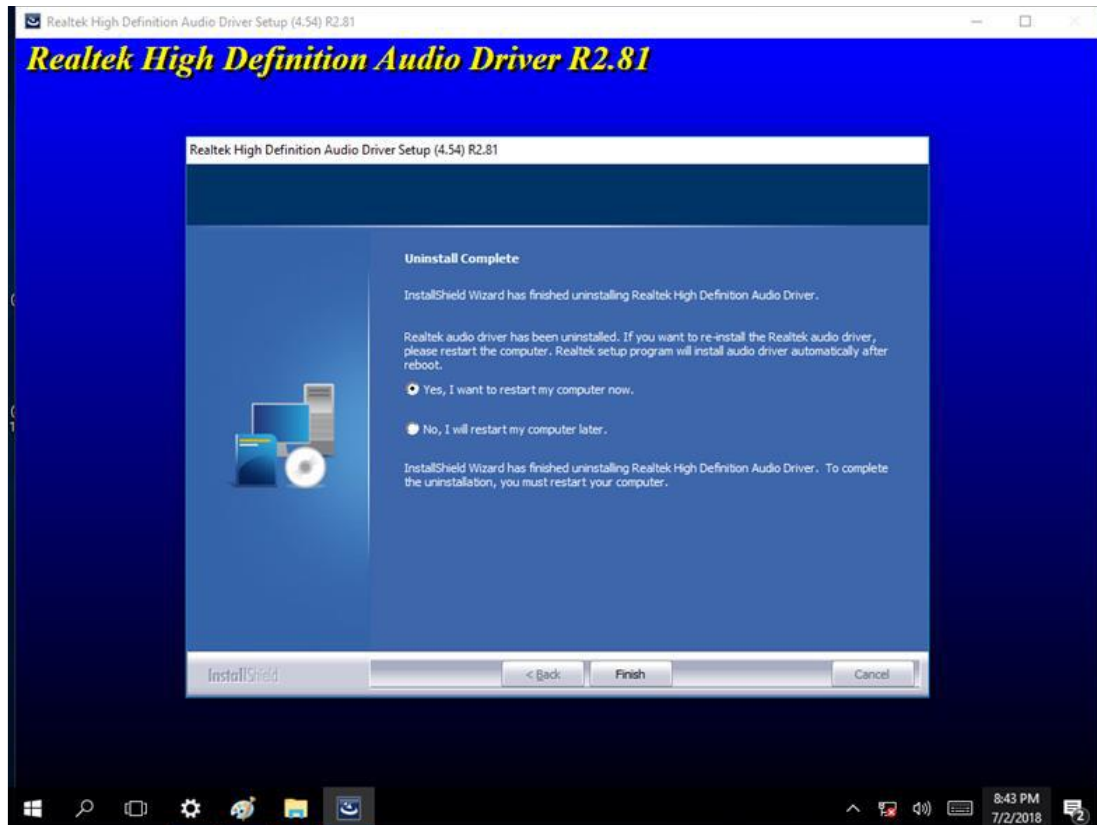 Realtek High Definition Audio Driver Setup (4.54) R2.81
Realtek High Definition Audio Driver R2.81
Realtek High Definition Audio Driver Setup (4.54) R2.81
Uninstall Complete
InstallShield Wizard has finished uninstalling Realtek High Definition Audio Driver.
Realtek audio driver has been uninstalled. If you want to re-install the Realtek audio driver,
please restart the computer. Realtek setup program will install audio driver automatically after
reboot.
Yes, I want to restart my computer now.
No, I will restart my computer later.
InstallShield Wizard has finished uninstalling Realtek High Definition Audio Driver. To complete
the uninstallation, you must restart your computer.
InstallShield
< Back
Finish
Cancel
8:43 PM
7/2/2018
2